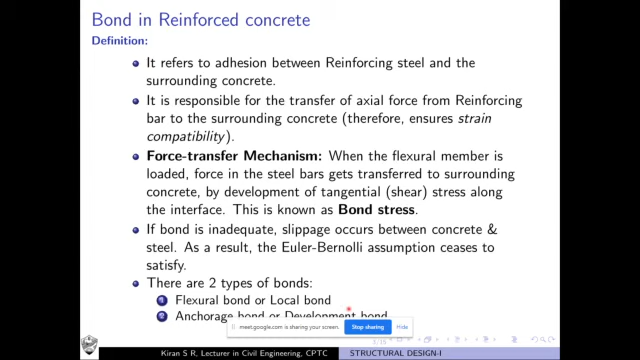 Bond in Reinforced concrete
Definition:
It refers to adhesion between Reinforcing steel and the
surrounding concrete.
It is responsible for the transfer of axial force from Reinforcing
bar to the surrounding concrete (therefore, ensures strain
compatibility).
Force-transfer Mechanism: When the flexural member is
loaded, force in the steel bars gets transferred to surrounding
concrete, by development of tangential (shear) stress along
the interface. This is known as Bond stress.
If bond is inadequate, slippage occurs between concrete &
steel. As a result, the Euler-Bernolli assumption ceases to
satisfy.
There are 2 types of bonds:
1 Flexural bond or Local bond
2 Anchorage bond or Development bond
meet.google.com is sharing your screen. Stop sharing Hide
Kiran S R, Lecturer in Civil Engineering, CPTC STRUCTURAL DESIGN-I